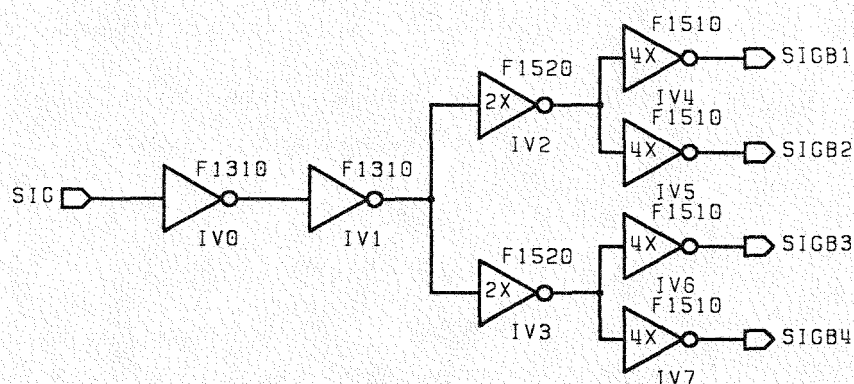 F1510
4X
SIGB1
F1520
2X
IV4
F1510
IV2
4X
SIGB2
F1310
F1310
SIG
IV5
F1510
IV0
IV1
F1520
4X
SIGB3
2X
IV6
F1510
IV3
4X
SIGB4
IV7